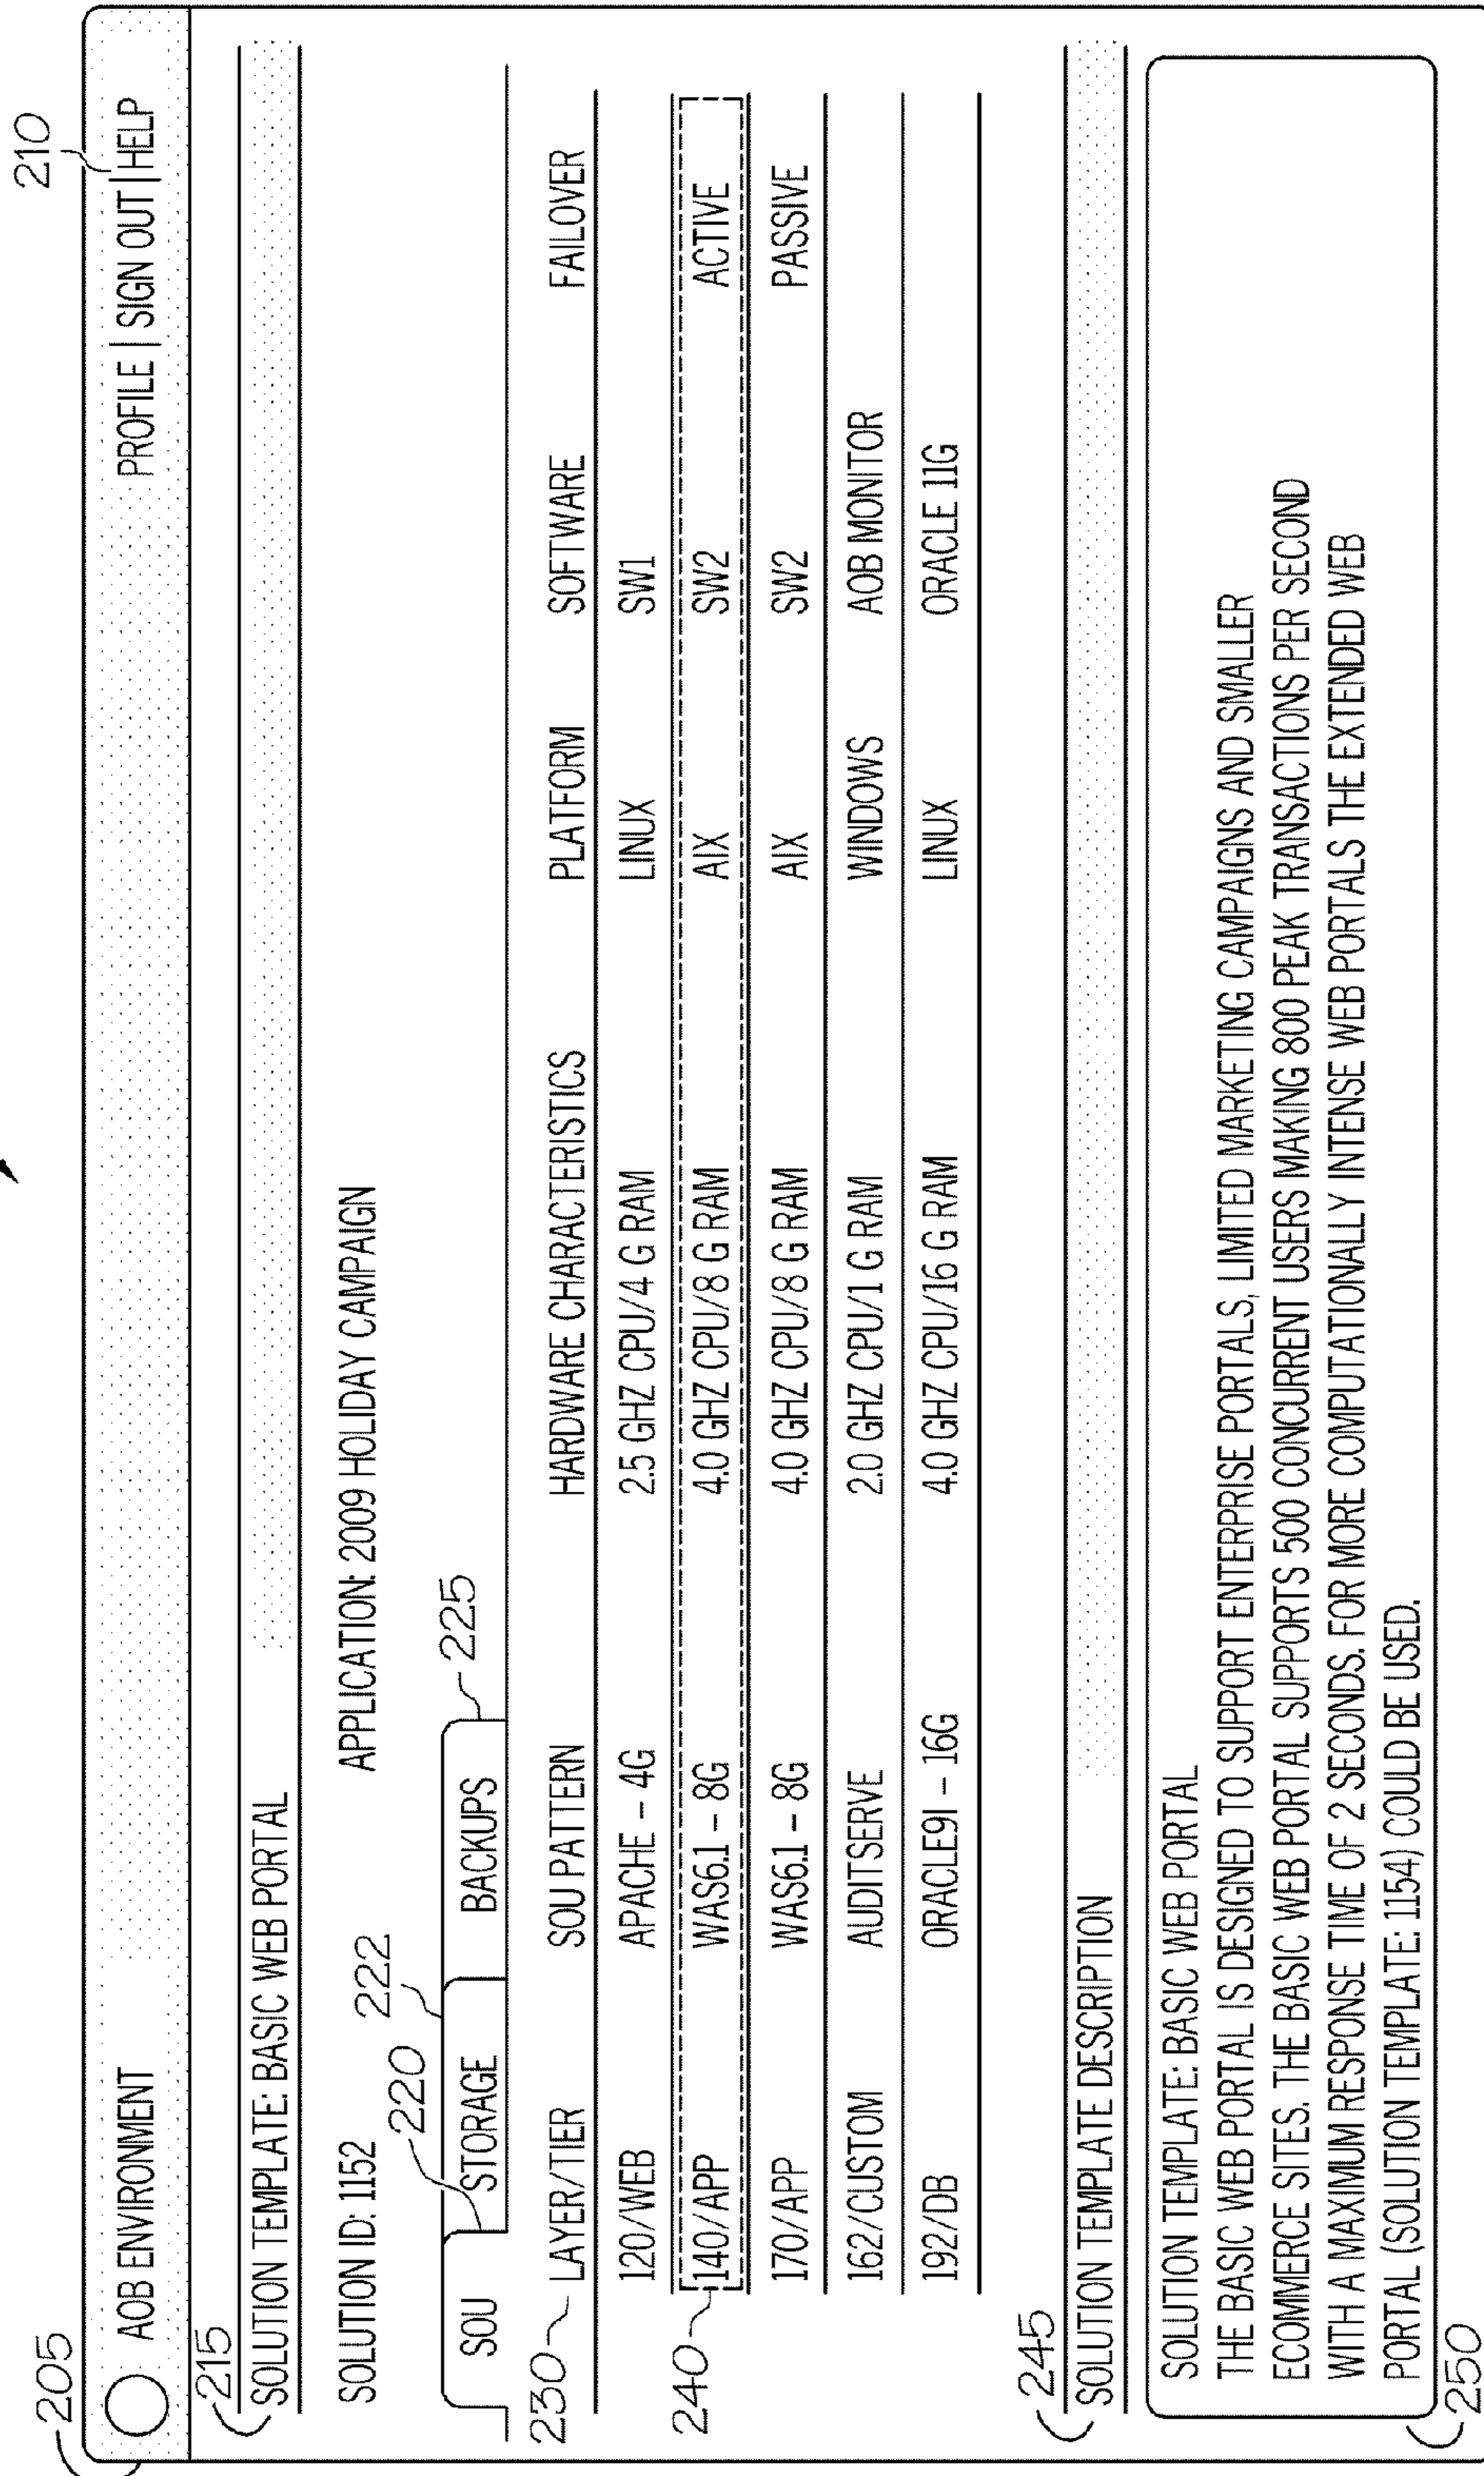 205
210
AOB ENVIRONMENT PROFILE | SIGN OUT | HELP
215
SOLUTION TEMPLATE: BASIC WEB PORTAL
SOLUTION ID: 1152 APPLICATION: 2009 HOLIDAY CAMPAIGN
220 222 225
SOU STORAGE BACKUPS
230 LAYER/TIER SOU PATTERN HARDWARE CHARACTERISTICS PLATFORM SOFTWARE FAILOVER
120/WEB APACHE – 4G 2.5 GHZ CPU/4 G RAM LINUX SW1
240 140/APP WAS6.1 – 8G 4.0 GHZ CPU/8 G RAM AIX SW2 ACTIVE
170/APP WAS6.1 – 8G 4.0 GHZ CPU/8 G RAM AIX SW2 PASSIVE
162/CUSTOM AUDITSERVE 2.0 GHZ CPU/1 G RAM WINDOWS AOB MONITOR
192/DB ORACLE9I – 16G 4.0 GHZ CPU/16 G RAM LINUX ORACLE 11G
245
SOLUTION TEMPLATE DESCRIPTION
SOLUTION TEMPLATE: BASIC WEB PORTAL
THE BASIC WEB PORTAL IS DESIGNED TO SUPPORT ENTERPRISE PORTALS, LIMITED MARKETING CAMPAIGNS AND SMALLER
ECOMMERCE SITES. THE BASIC WEB PORTAL SUPPORTS 500 CONCURRENT USERS MAKING 800 PEAK TRANSACTIONS PER SECOND
WITH A MAXIMUM RESPONSE TIME OF 2 SECONDS. FOR MORE COMPUTATIONALLY INTENSE WEB PORTALS THE EXTENDED WEB
PORTAL (SOLUTION TEMPLATE: 1154) COULD BE USED.
250